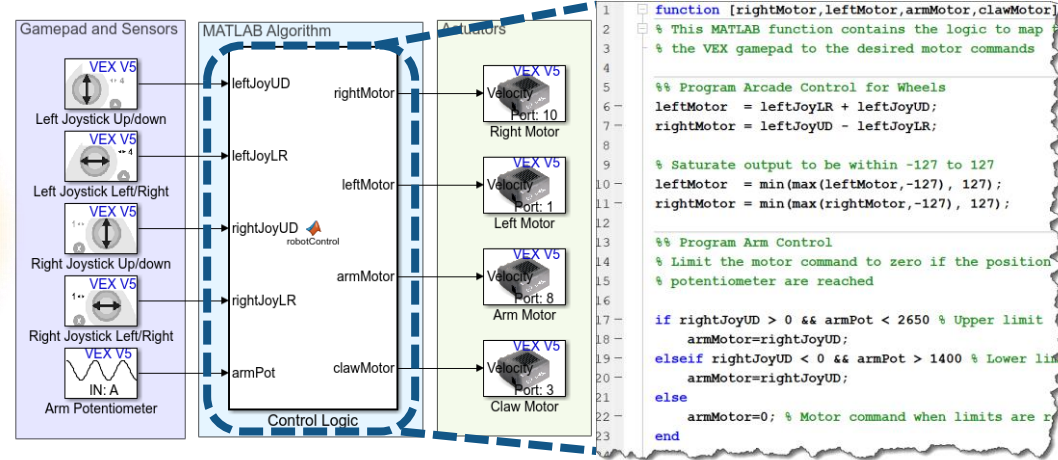 Gamepad and Sensors
VEX V5
Left Joystick Up/down
VEX V5
Left Joystick Left/Right
VEX V5
Right Joystick Up/down
VEX V5
Right Joystick Left/Right
VEX V5
IN: A
Arm Potentiometer
MATLAB Algorithm
leftJoyUD
leftJoyLR
rightJoyUD
rightJoyLR
armPot
robotControl
rightMotor
leftMotor
armMotor
clawMotor
Control Logic
Actuators
VEX V5
Velocity
Port: 10
Right Motor
VEX V5
Velocity
Port: 1
Left Motor
VEX V5
Velocity
Port: 8
Arm Motor
VEX V5
Velocity
Port: 3
Claw Motor
1 function [rightMotor,leftMotor,armMotor,clawMotor]
2 % This MATLAB function contains the logic to map
3 % the VEX gamepad to the desired motor commands
4
5 %% Program Arcade Control for Wheels
6 leftMotor = leftJoyLR + leftJoyUD;
7 rightMotor = leftJoyUD - leftJoyLR;
8
9 % Saturate output to be within -127 to 127
10 leftMotor = min(max(leftMotor,-127), 127);
11 rightMotor = min(max(rightMotor,-127), 127);
12
13 %% Program Arm Control
14 % Limit the motor command to zero if the position
15 % potentiometer are reached
16
17 if rightJoyUD > 0 && armPot < 2650 % Upper limit
18 armMotor=rightJoyUD;
19 elseif rightJoyUD < 0 && armPot > 1400 % Lower
20 armMotor=rightJoyUD;
21 else
22 armMotor=0; % Motor command when limits are
23 end